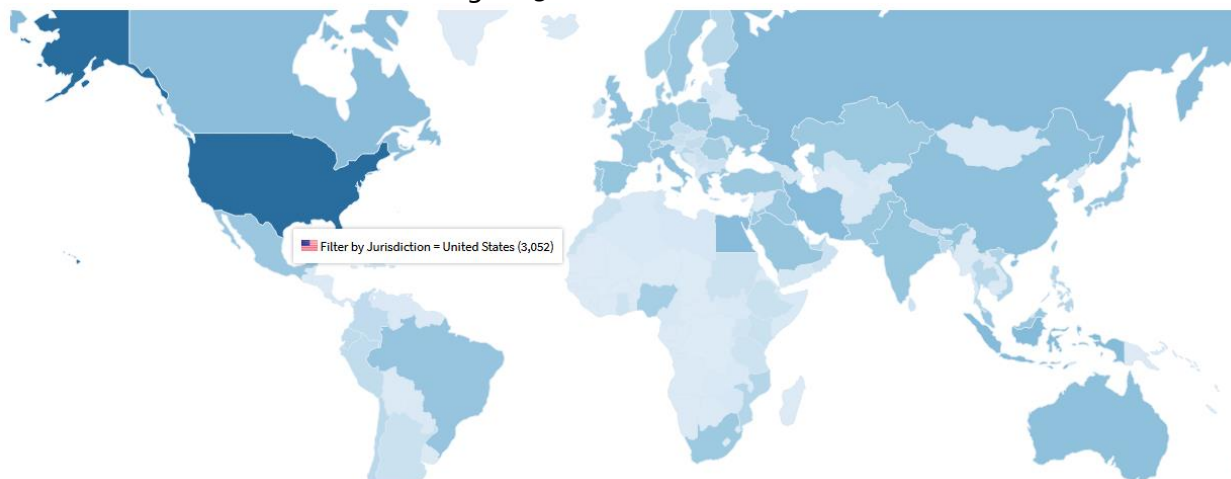 Filter by Jurisdiction = United States (3,052)